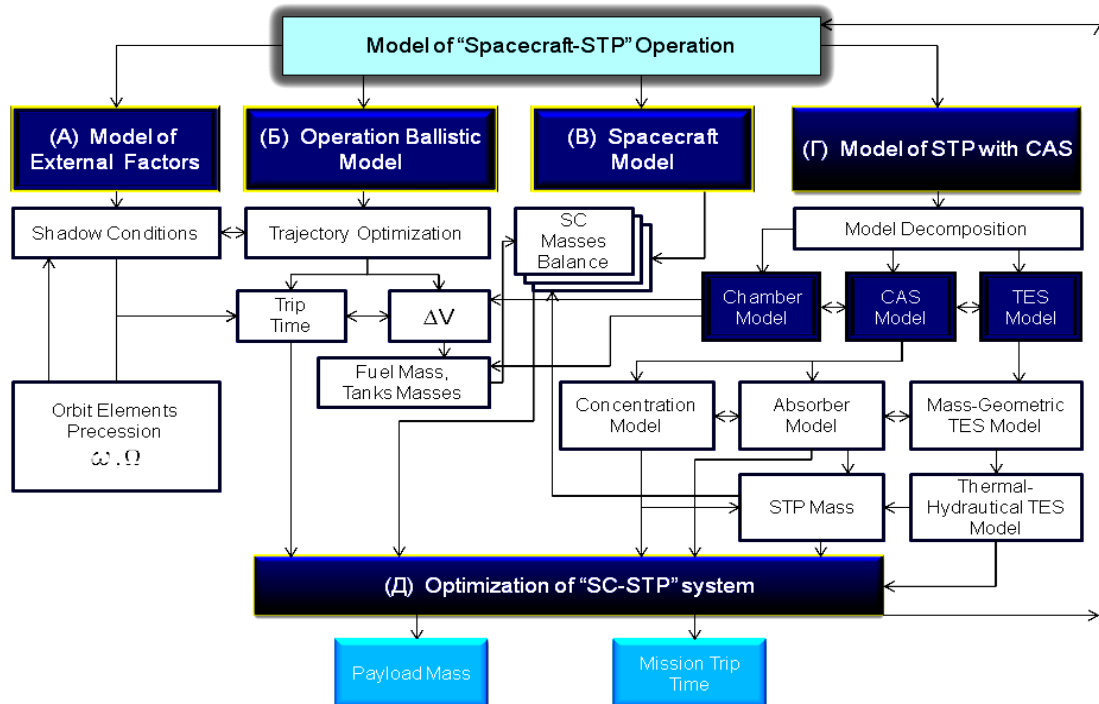 Model of “Spacecraft-STP” Operation
(А) Model of
External Factors
(Б) Operation Ballistic
Model
(В) Spacecraft
Model
(Г) Model of STP with CAS
Shadow Conditions
Trajectory Optimization
SC
Masses
Balance
Model Decomposition
Trip
Time
ΔV
Chamber
Model
CAS
Model
TES
Model
Fuel Mass,
Tanks Masses
Orbit Elements
Precession
ω , Ω
Concentration
Model
Absorber
Model
Mass-Geometric
TES Model
STP Mass
Thermal-
Hydrautical TES
Model
(Д) Optimization of “SC-STP” system
Payload Mass
Mission Trip
Time